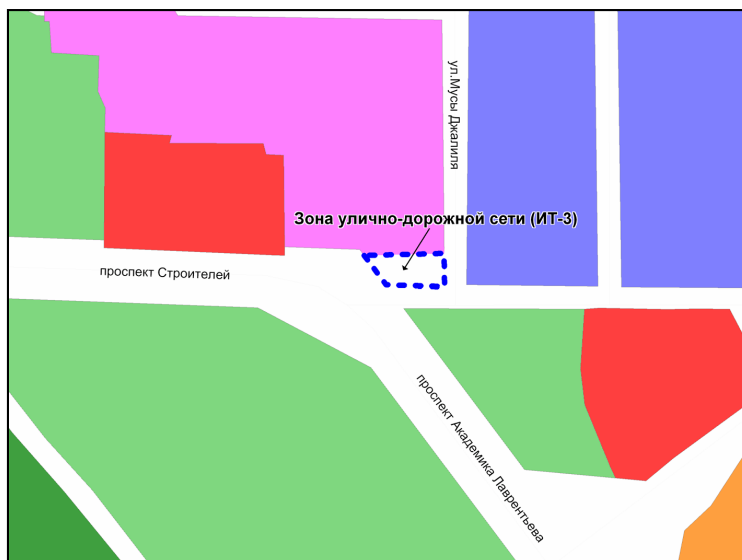 ул.Мусы Джалиля
Зона улично-дорожной сети (ИТ-3)
проспект Строителей
проспект Академика Лаврентьева